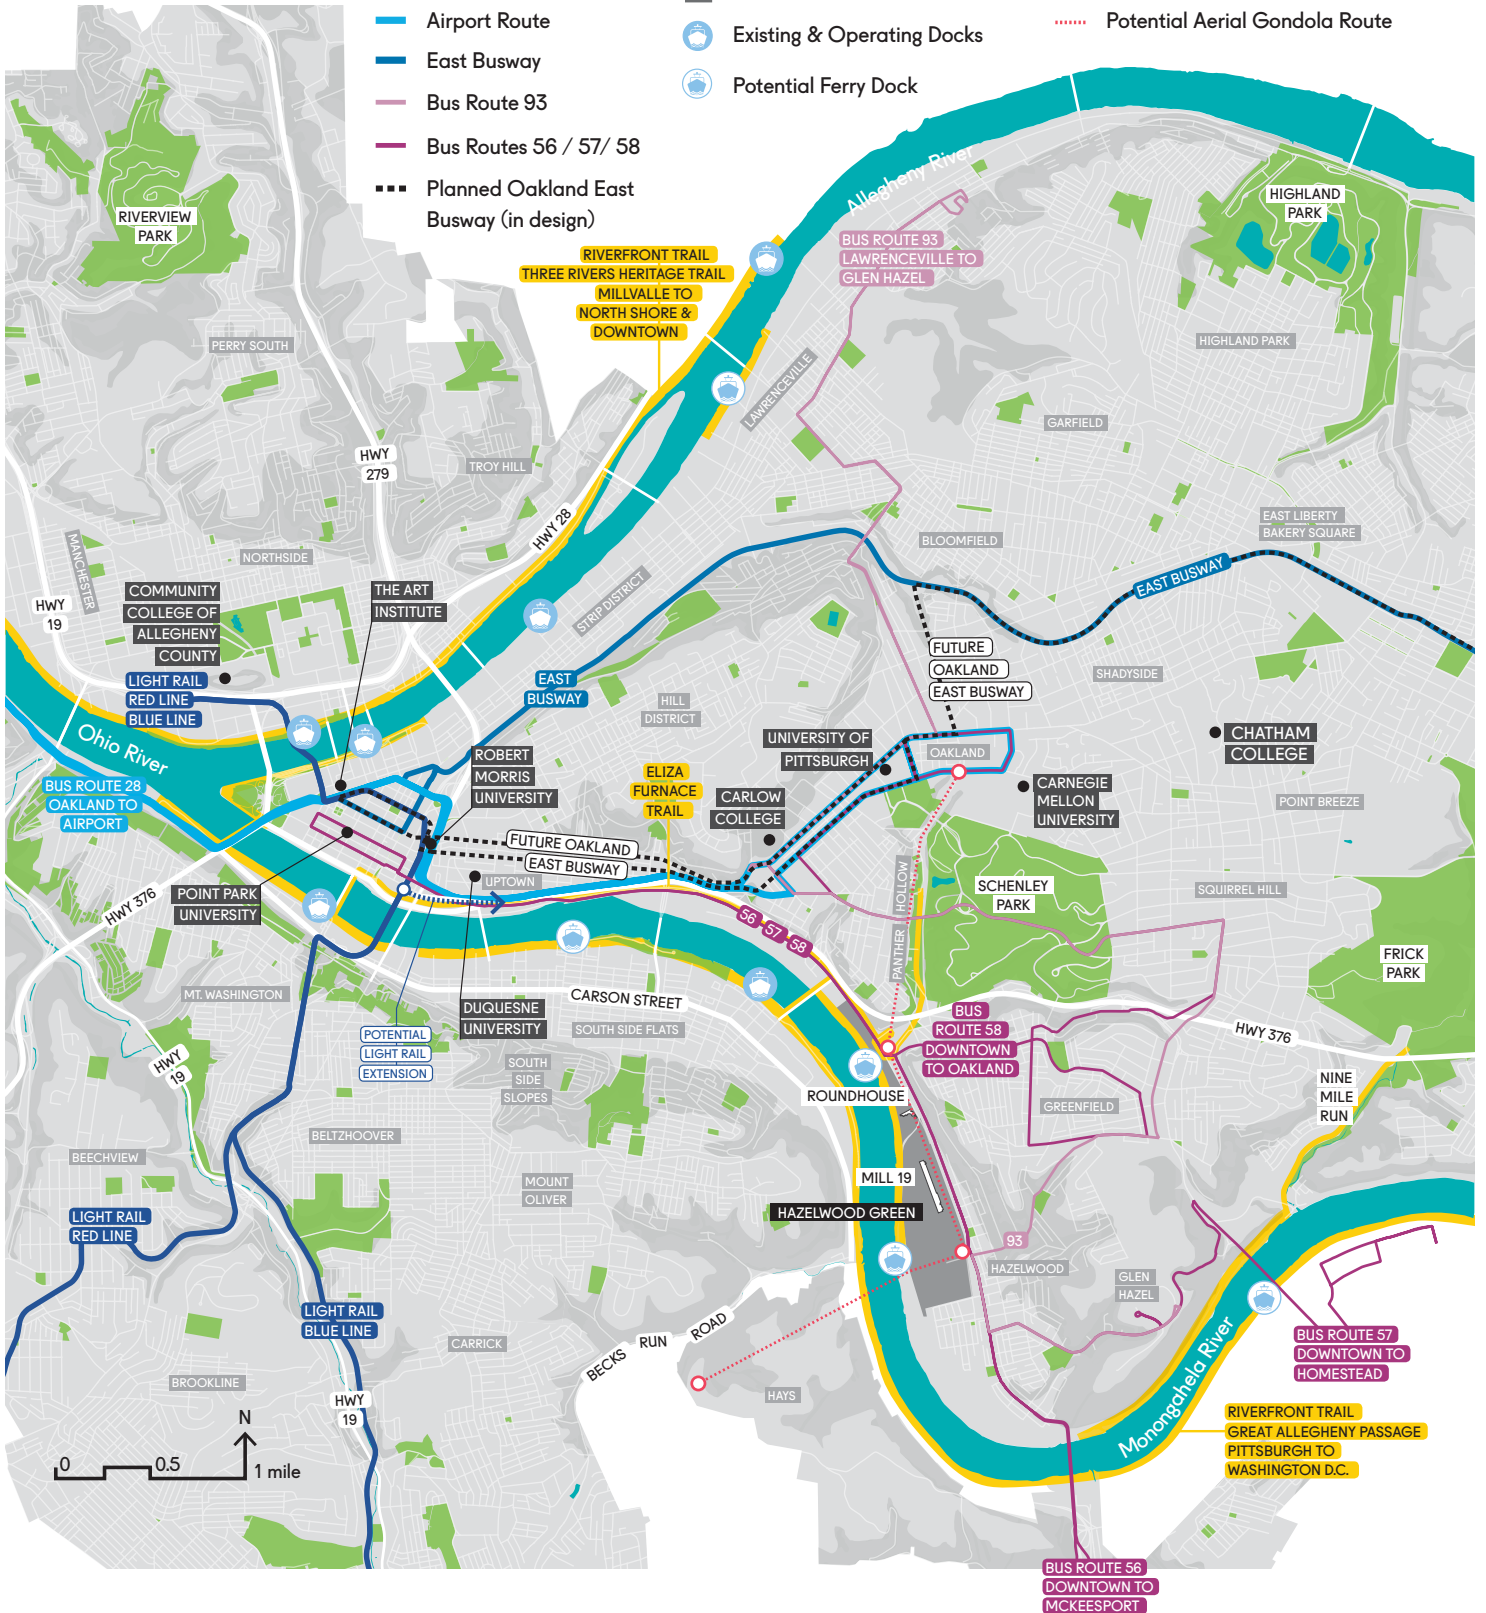 Airport Route
East Busway
Bus Route 93
Bus Routes 56 / 57/ 58
Planned Oakland East
Busway (in design)
Existing & Operating Docks
Potential Ferry Dock
Potential Aerial Gondola Route
Allegheny River
RIVERVIEW
PARK
HIGHLAND
PARK
RIVERFRONT TRAIL
THREE RIVERS HERITAGE TRAIL
MILLVALLE TO
NORTH SHORE &
DOWNTOWN
BUS ROUTE 93
LAWRENCEVILLE TO
GLEN HAZEL
PERRY SOUTH
HIGHLAND PARK
LAWRENCEVILLE
GARFIELD
HWY
279
TROY HILL
HWY 28
EAST LIBERTY
BAKERY SQUARE
BLOOMFIELD
MANCHESTER
NORTHSIDE
EAST BUSWAY
COMMUNITY
COLLEGE OF
ALLEGHENY
COUNTY
THE ART
INSTITUTE
HWY
19
STRIP DISTRICT
FUTURE
OAKLAND
EAST BUSWAY
SHADYSIDE
LIGHT RAIL
RED LINE
BLUE LINE
EAST
BUSWAY
HILL
DISTRICT
Ohio River
UNIVERSITY OF
PITTSBURGH
OAKLAND
CHATHAM
COLLEGE
ROBERT
MORRIS
UNIVERSITY
BUS ROUTE 28
OAKLAND TO
AIRPORT
ELIZA
FURNACE
TRAIL
CARLOW
COLLEGE
CARNEGIE
MELLON
UNIVERSITY
POINT BREEZE
FUTURE OAKLAND
EAST BUSWAY
UPTOWN
HWY 376
POINT PARK
UNIVERSITY
PANTHER HOLLOW
SCHENLEY
PARK
SQUIRREL HILL
56
57
58
FRICK
PARK
MT. WASHINGTON
CARSON STREET
DUQUESNE
UNIVERSITY
SOUTH SIDE FLATS
POTENTIAL
LIGHT RAIL
EXTENSION
BUS
ROUTE 58
DOWNTOWN
TO OAKLAND
HWY 376
HWY
19
SOUTH
SIDE
SLOPES
ROUNDHOUSE
GREENFIELD
NINE
MILE
RUN
BELTZHOOVER
BEECHVIEW
MOUNT
OLIVER
MILL 19
HAZELWOOD GREEN
LIGHT RAIL
RED LINE
93
HAZELWOOD
GLEN
HAZEL
LIGHT RAIL
BLUE LINE
CARRICK
BECKS RUN ROAD
BUS ROUTE 57
DOWNTOWN TO
HOMESTEAD
BROOKLINE
HWY
19
HAYS
Monongahela River
RIVERFRONT TRAIL
GREAT ALLEGHENY PASSAGE
PITTSBURGH TO
WASHINGTON D.C.
N
0 0.5 1 mile
BUS ROUTE 56
DOWNTOWN TO
MCKEESPORT